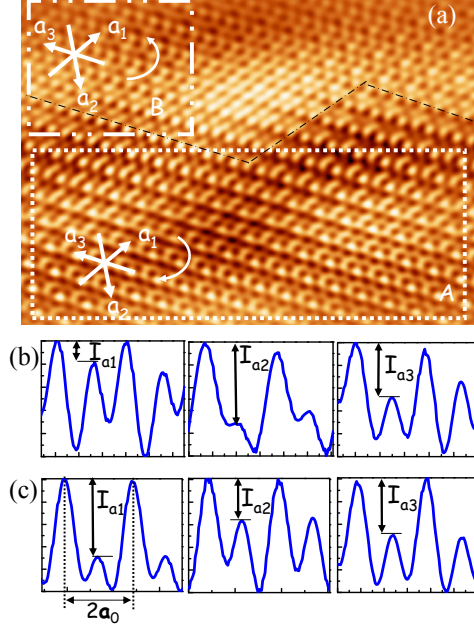 (a)
a₃ a₁
a₂
B
a₃ a₁
a₂
A
(b) Iₐ₁ Iₐ₂ Iₐ₃
(c) Iₐ₁ Iₐ₂ Iₐ₃
2a₀